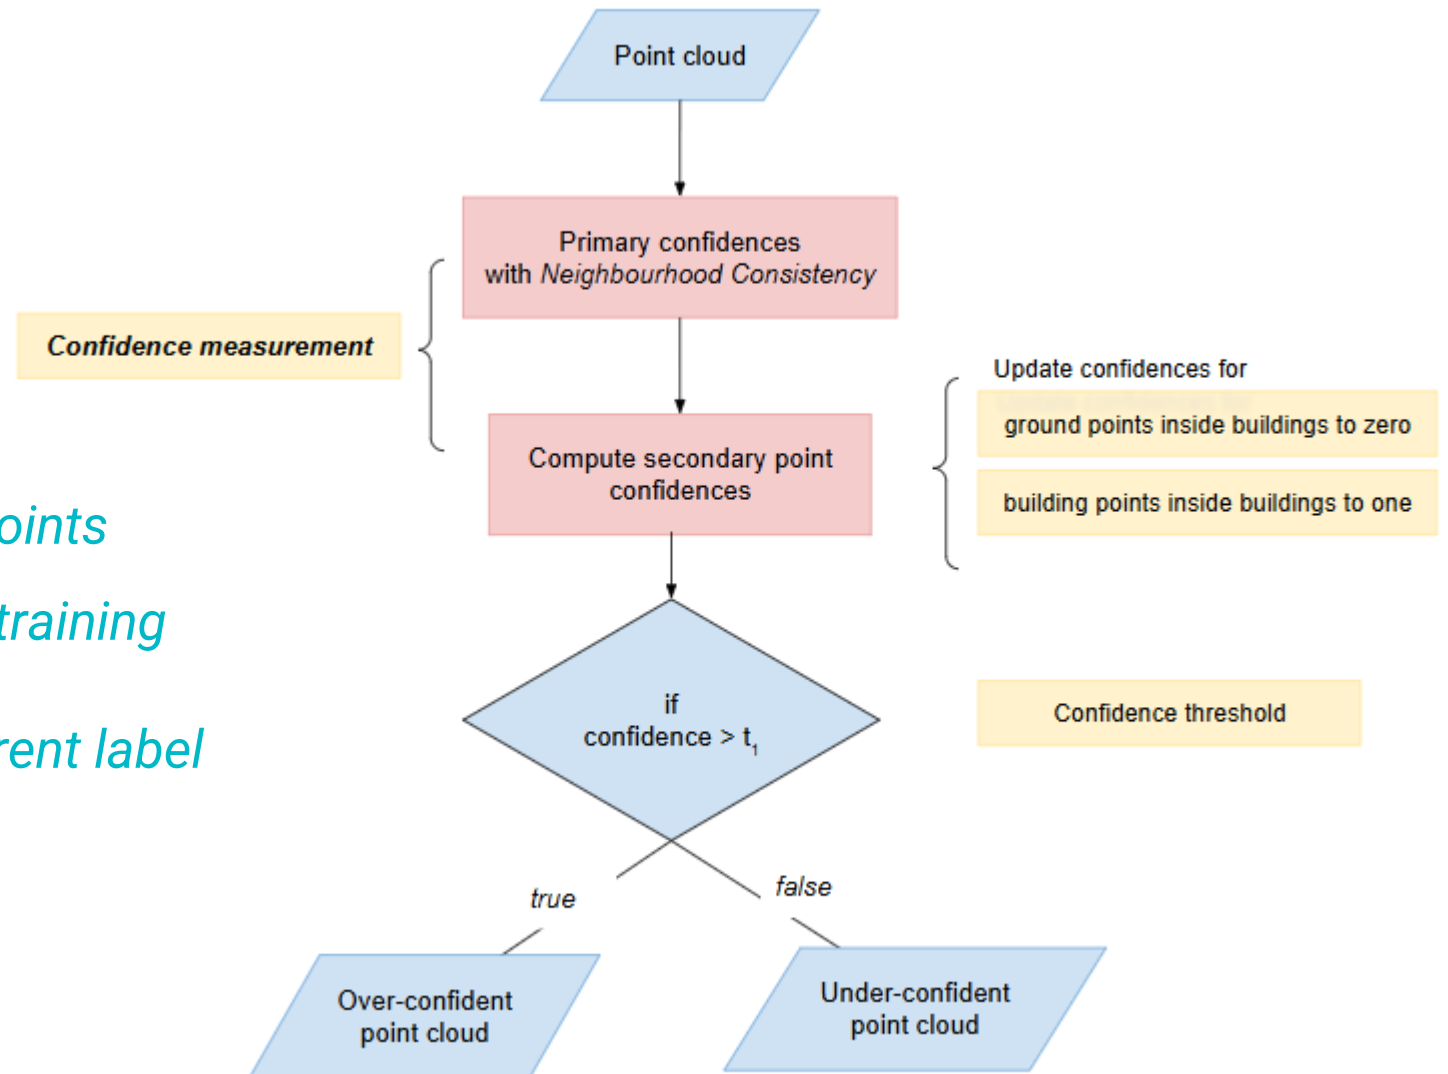 Point cloud
Primary confidences
with Neighbourhood Consistency
Confidence measurement
Update confidences for
ground points inside buildings to zero
Compute secondary point
confidences
building points inside buildings to one
oints
training
rent label
if
confidence > t₁
Confidence threshold
true
false
Over-confident
point cloud
Under-confident
point cloud